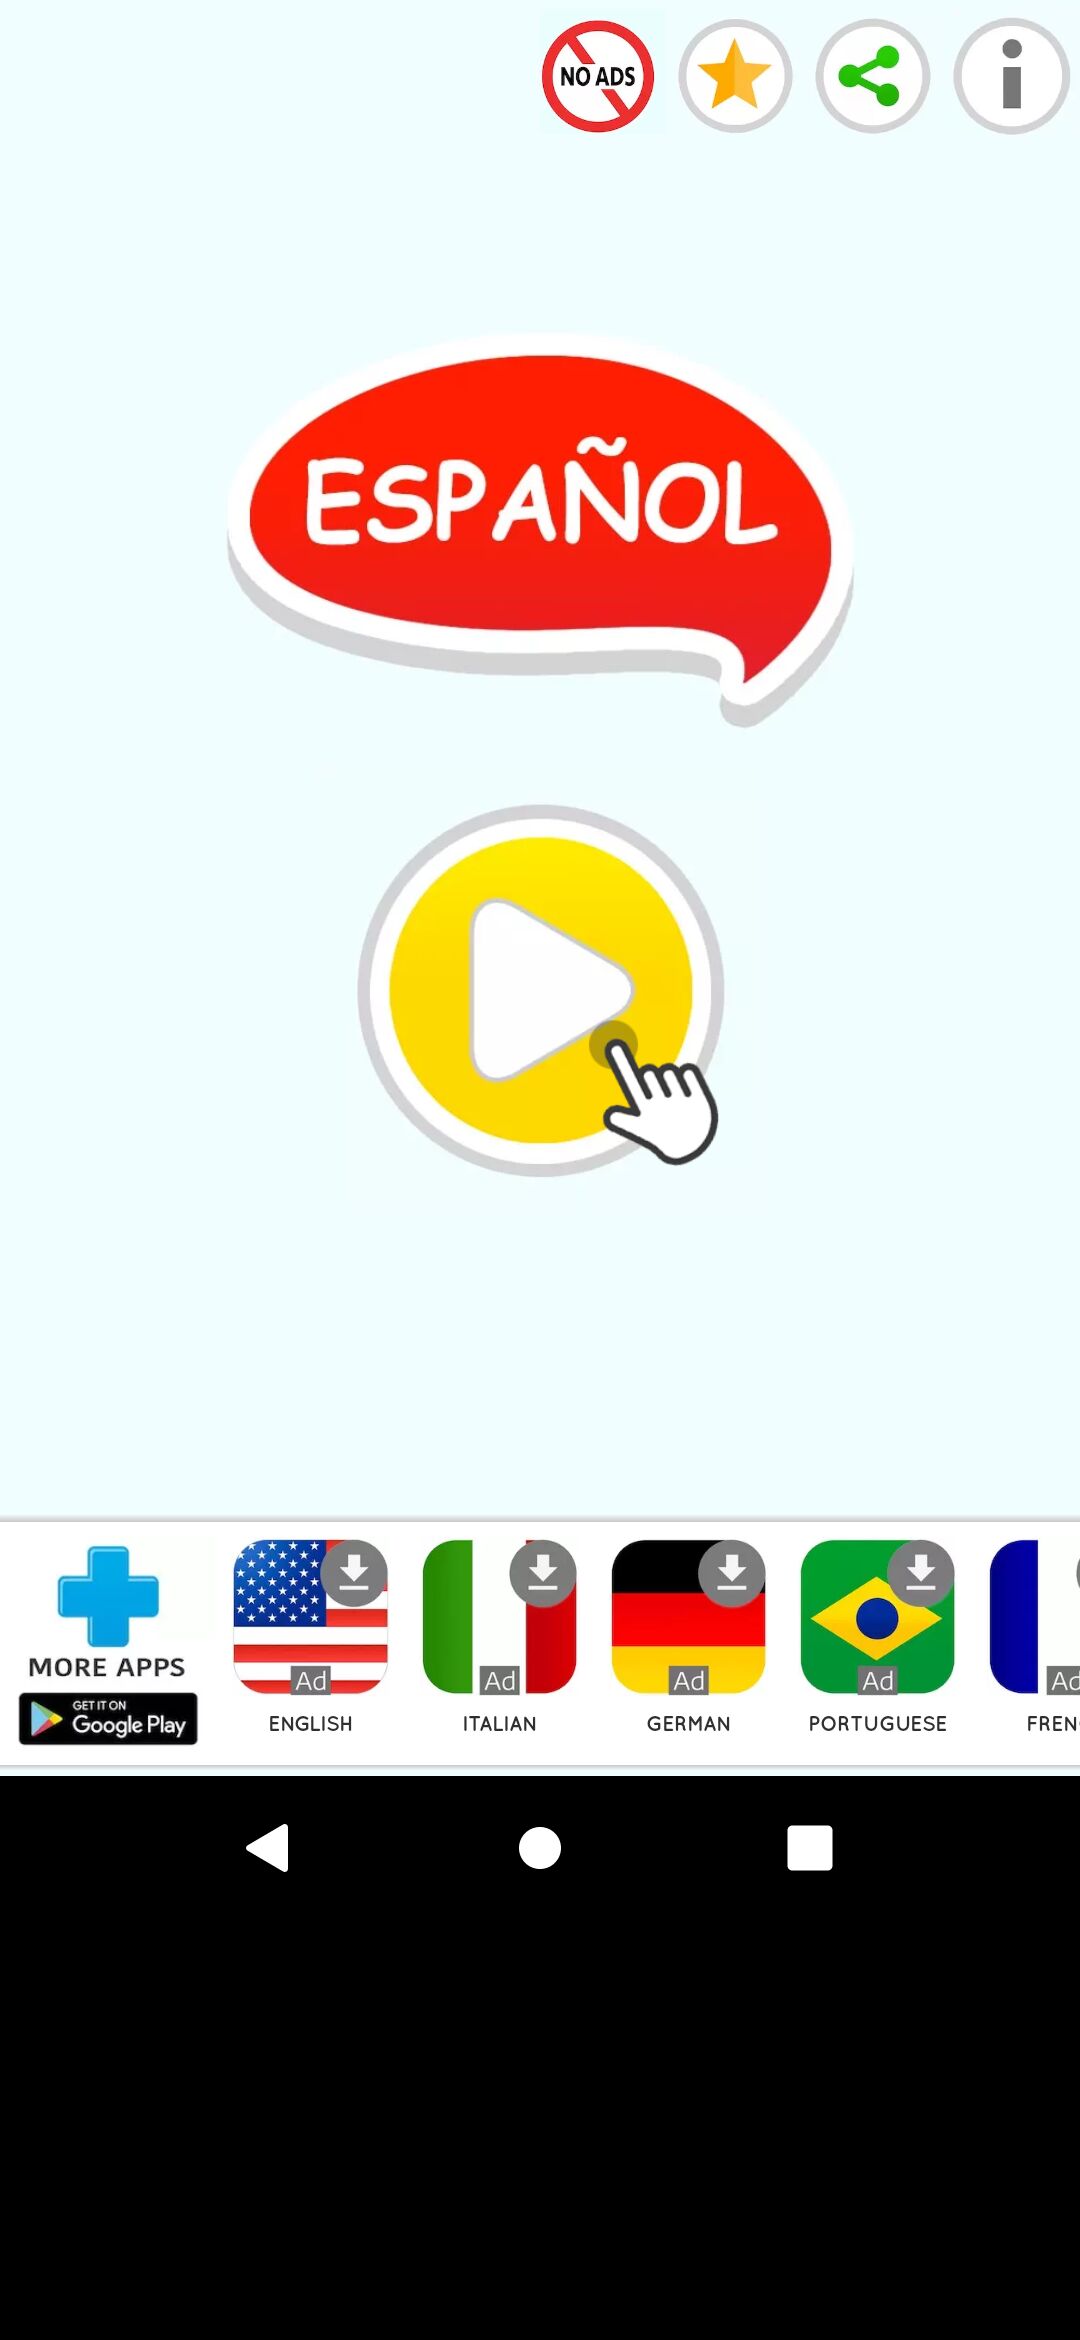 NO ADS
ESPAÑOL
MORE APPS
GET IT ON
Google Play
Ad
ENGLISH
Ad
ITALIAN
Ad
GERMAN
Ad
PORTUGUESE
Ad
FREN